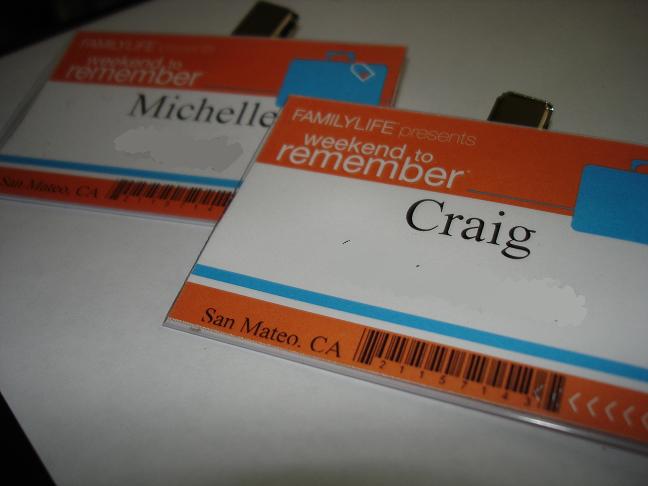 FAMILYLIFE presents
weekend to
remember
Michelle
San Mateo, CA
FAMILYLIFE presents
weekend to
remember
Craig
San Mateo, CA